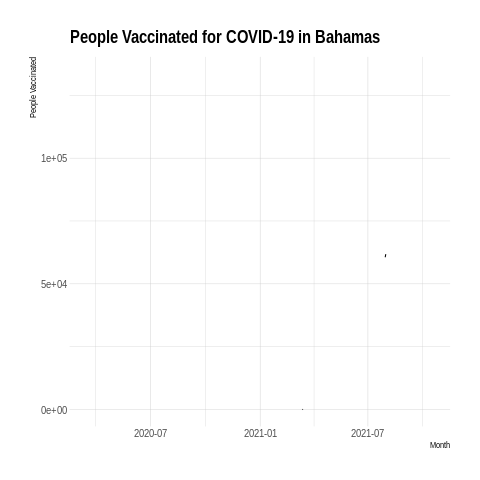 People Vaccinated for COVID-19 in Bahamas
People Vaccinated
1e+05
5e+04
0e+00
2020-07 2021-01 2021-07
Month